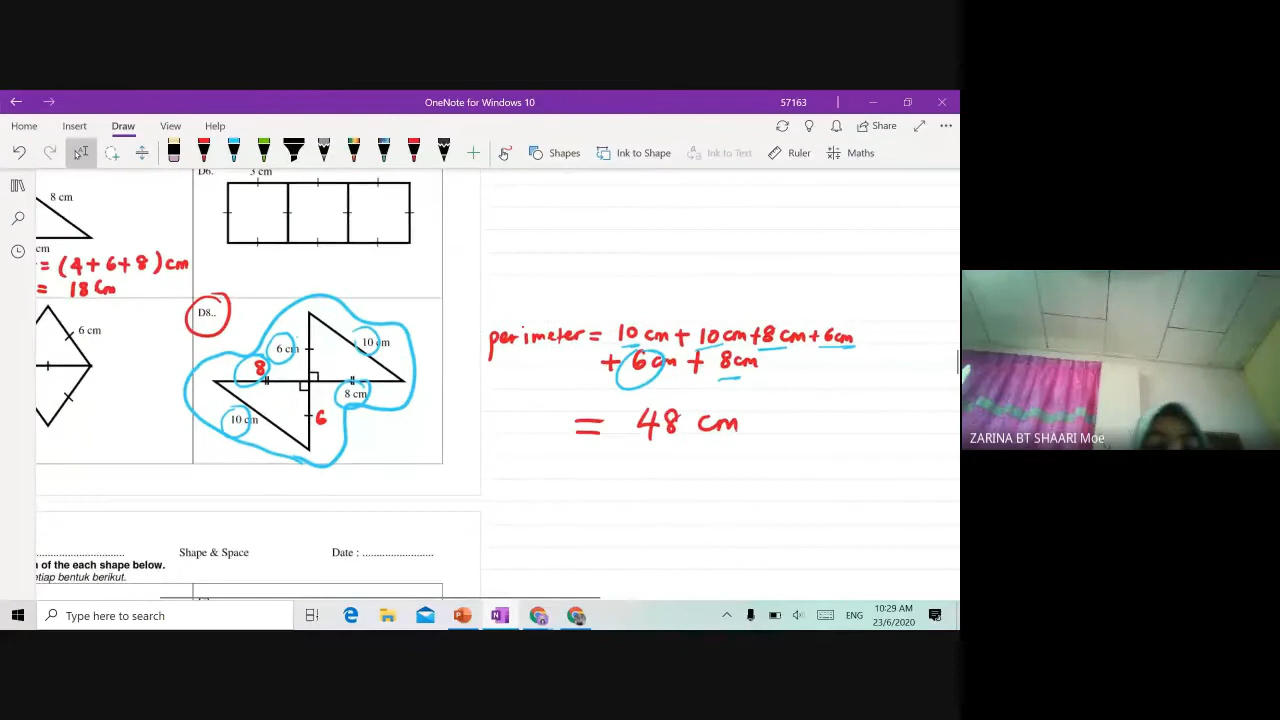 OneNote for Windows 10
57163
Home Insert Draw View Help
Share
Shapes Ink to Shape Ink to Text Ruler Maths
8 cm
cm
= (4+6+8) cm
= 18 cm
D6.
3 cm
6 cm
D8..
6 cm
10 cm
8
8 cm
10 cm
6
perimeter = 10 cm + 10 cm + 8 cm + 6 cm
+ 6 cm + 8 cm
= 48 cm
ZARINA BT SHAARI Moe
Shape & Space
Date : ........................
n of the each shape below.
etiap bentuk berikut.
Type here to search
ENG
10:29 AM
23/6/2020